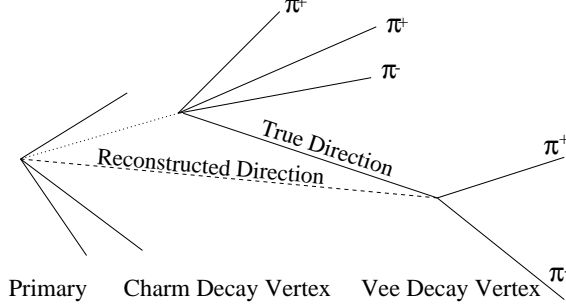 π+
π+
π-
True Direction
Reconstructed Direction
π+
π-
Primary Charm Decay Vertex Vee Decay Vertex